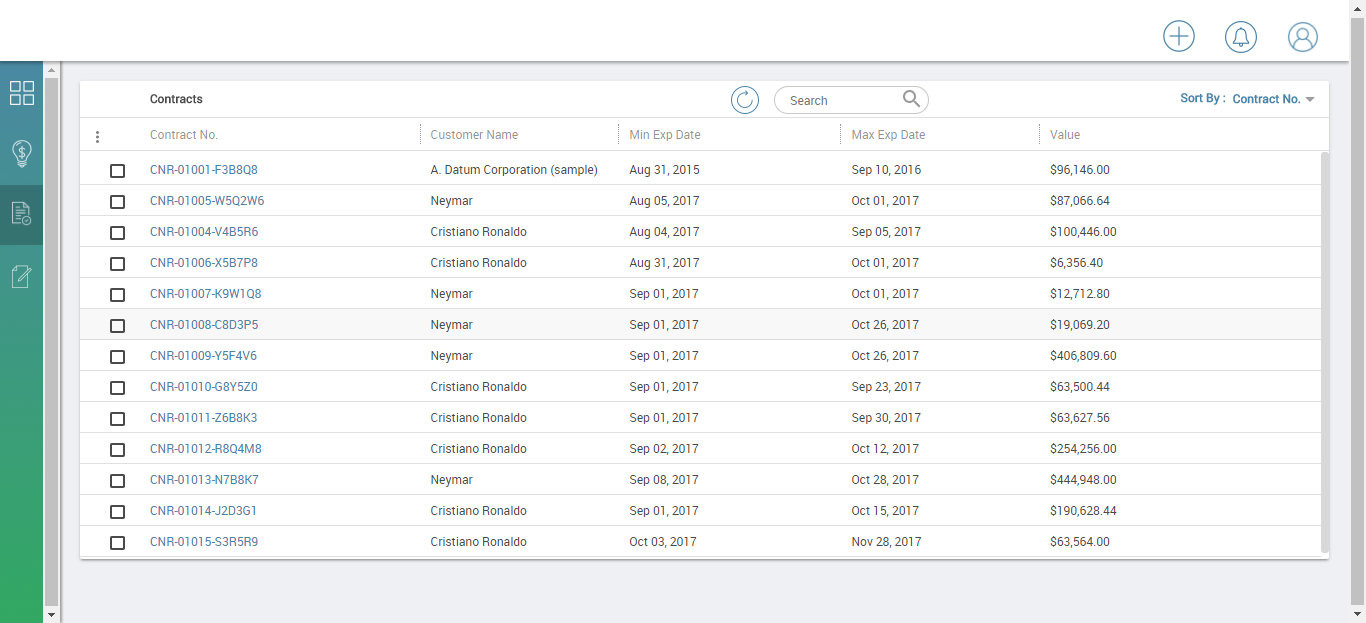 Contracts Search Sort By : Contract No.
Contract No. Customer Name Min Exp Date Max Exp Date Value
CNR-01001-F3B8Q8 A. Datum Corporation (sample) Aug 31, 2015 Sep 10, 2016 $96,146.00
CNR-01005-W5Q2W6 Neymar Aug 05, 2017 Oct 01, 2017 $87,066.64
CNR-01004-V4B5R6 Cristiano Ronaldo Aug 04, 2017 Sep 05, 2017 $100,446.00
CNR-01006-X5B7P8 Cristiano Ronaldo Aug 31, 2017 Oct 01, 2017 $6,356.40
CNR-01007-K9W1Q8 Neymar Sep 01, 2017 Oct 01, 2017 $12,712.80
CNR-01008-C8D3P5 Neymar Sep 01, 2017 Oct 26, 2017 $19,069.20
CNR-01009-Y5F4V6 Neymar Sep 01, 2017 Oct 26, 2017 $406,809.60
CNR-01010-G8Y5Z0 Cristiano Ronaldo Sep 01, 2017 Sep 23, 2017 $63,500.44
CNR-01011-Z6B8K3 Cristiano Ronaldo Sep 01, 2017 Sep 30, 2017 $63,627.56
CNR-01012-R8Q4M8 Cristiano Ronaldo Sep 02, 2017 Oct 12, 2017 $254,256.00
CNR-01013-N7B8K7 Neymar Sep 08, 2017 Oct 28, 2017 $444,948.00
CNR-01014-J2D3G1 Cristiano Ronaldo Sep 01, 2017 Oct 15, 2017 $190,628.44
CNR-01015-S3R5R9 Cristiano Ronaldo Oct 03, 2017 Nov 28, 2017 $63,564.00